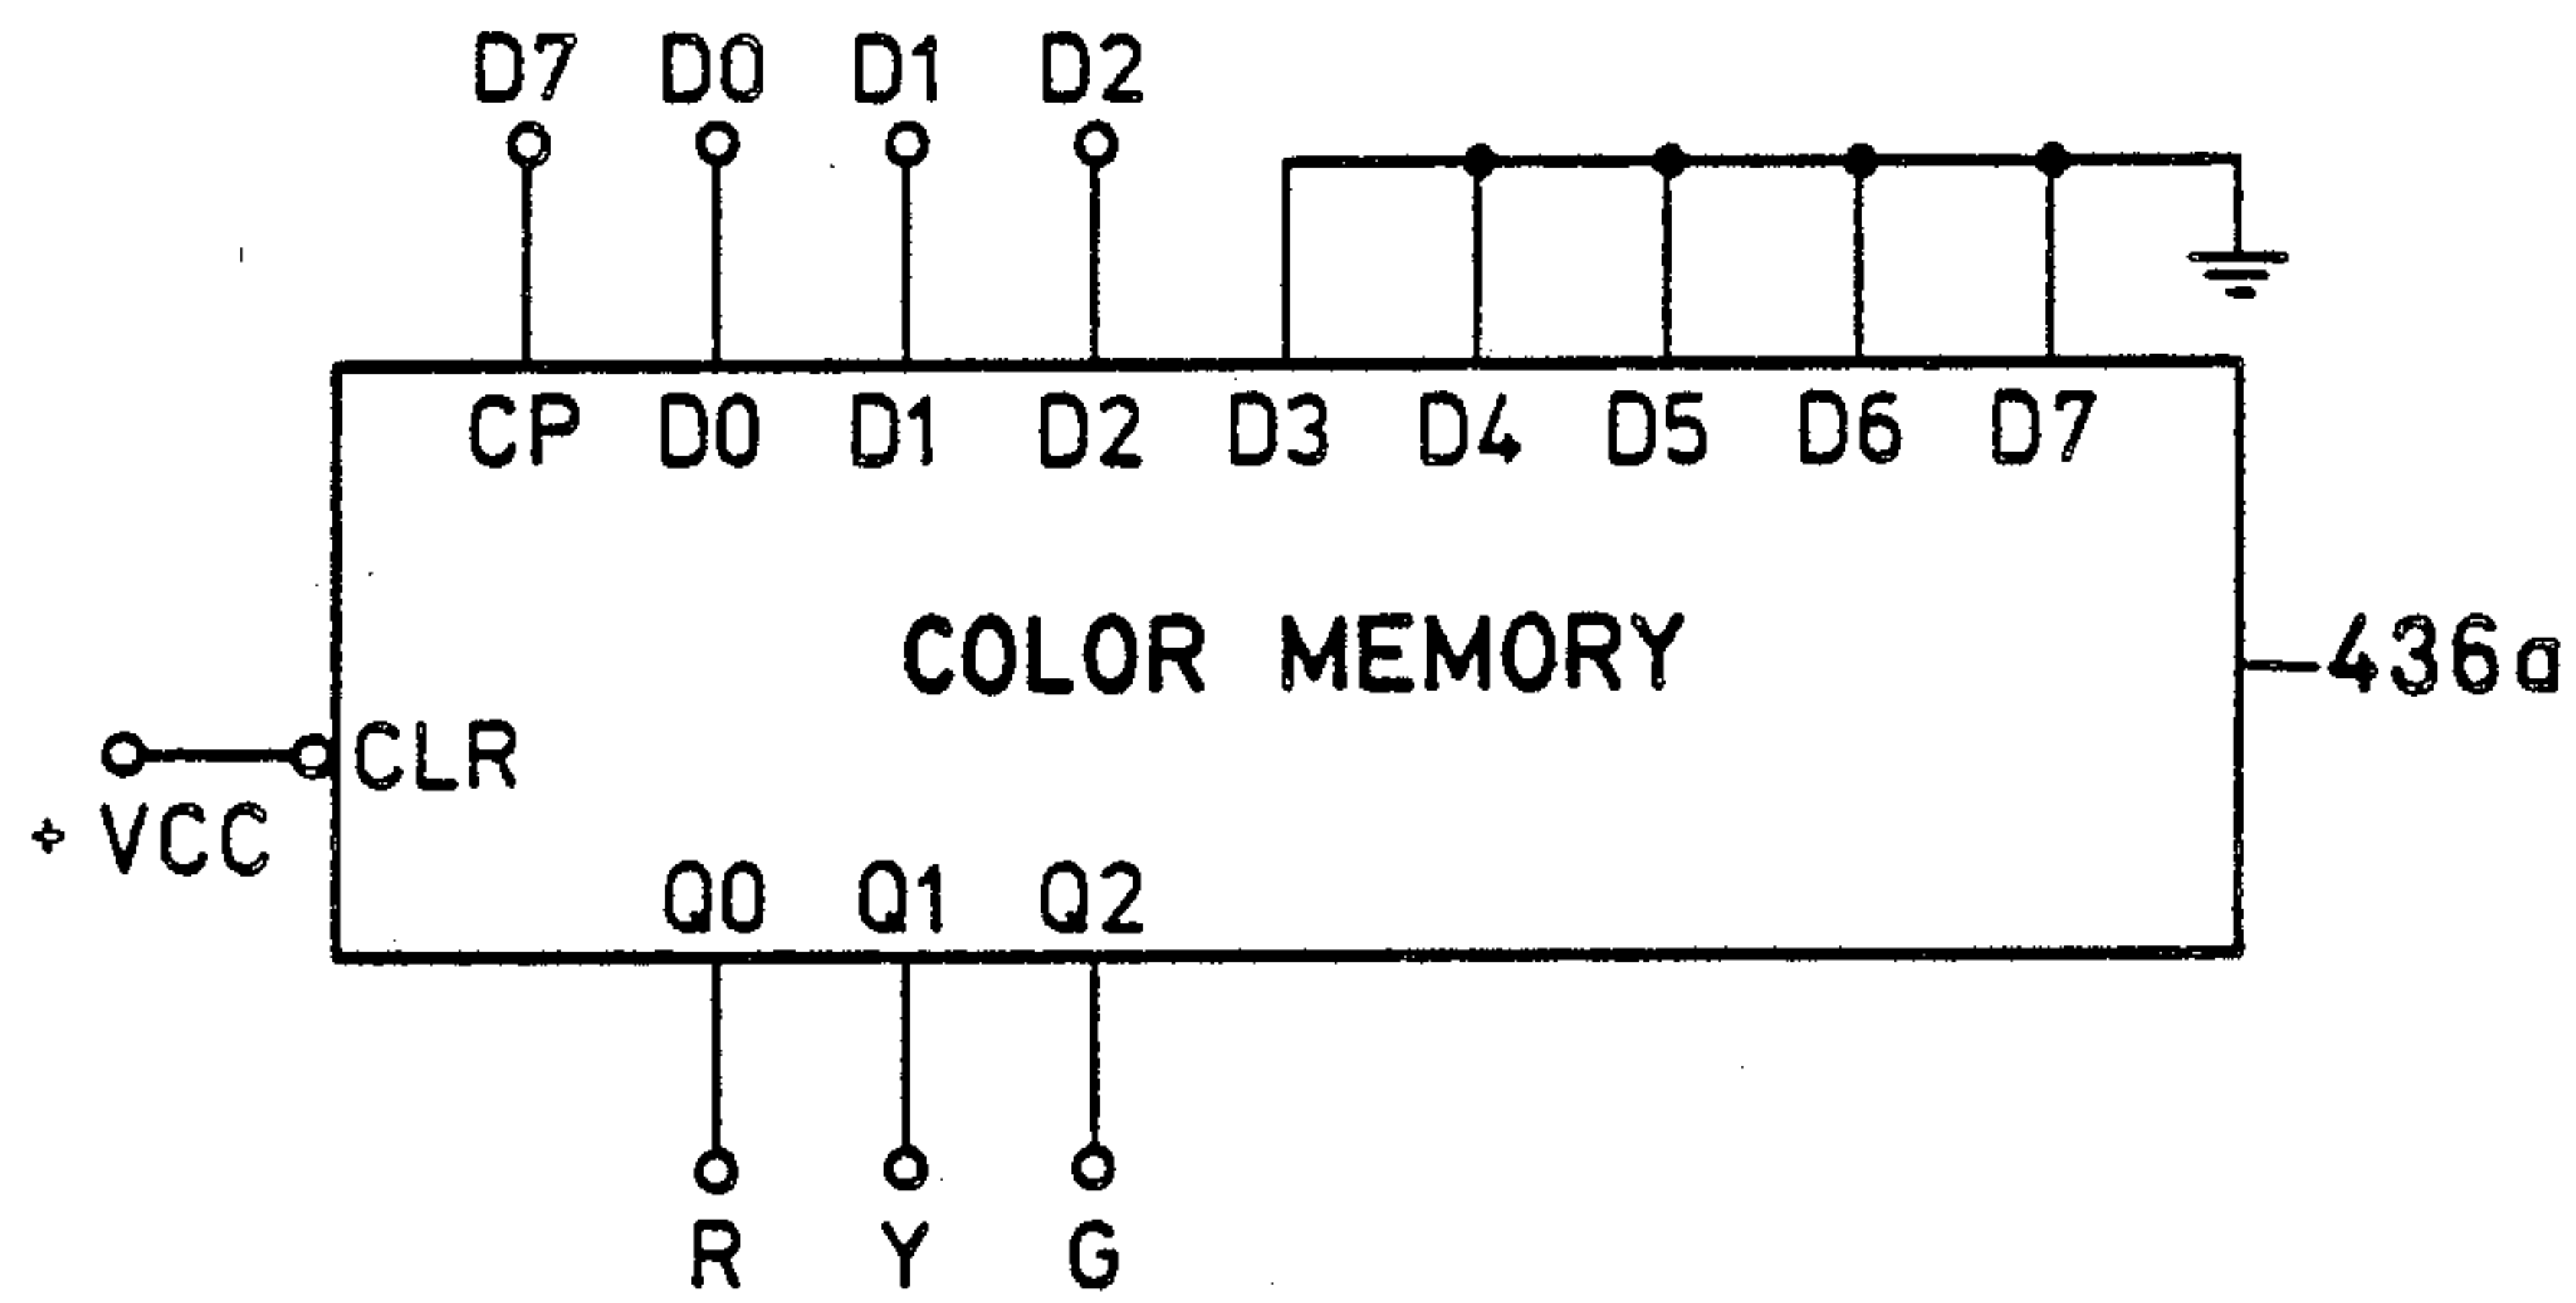 D7 D0 D1 D2
CP D0 D1 D2 D3 D4 D5 D6 D7
COLOR MEMORY
436a
CLR
+ VCC
Q0 Q1 Q2
R Y G